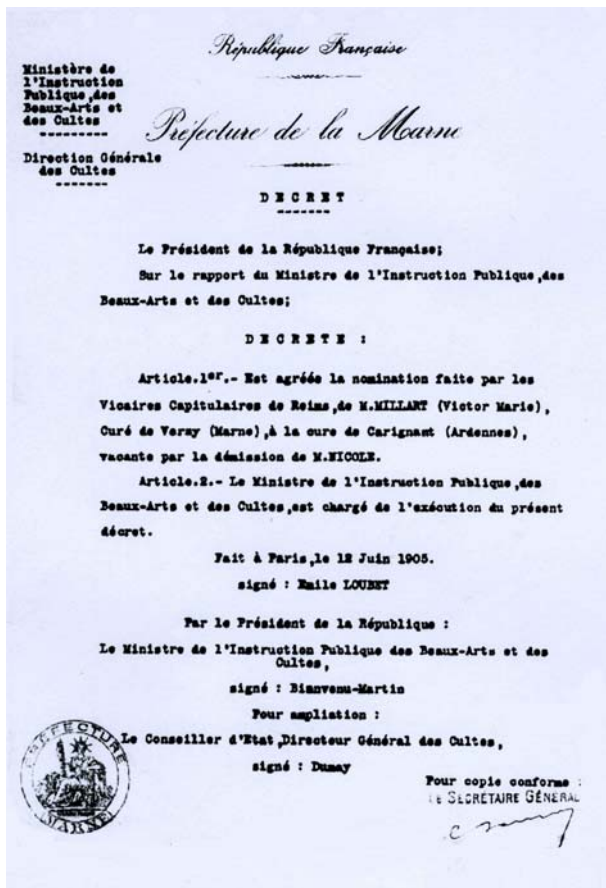 République Française
Ministère de
l'Instruction
Publique,des
Beaux-Arts et
des Cultes
---------
Préfecture de la Marne
Direction Générale
des Cultes
-------
DECRET
-------
Le Président de la République Française;
Sur le rapport du Ministre de l'Instruction Publique,des
Beaux-Arts et des Cultes;
DECRETE :
Article.1er.- Est agréée la nomination faite par les
Vicaires Capitulaires de Reims,de M.MILLART (Victor Marie),
Curé de Verzy (Marne),à la cure de Carignant (Ardennes),
vacante par la démission de M.NICOLE.
Article.2.- Le Ministre de l'Instruction Publique,des
Beaux-Arts et des Cultes,est chargé de l'exécution du présent
décret.
Fait à Paris,le 12 Juin 1905.
signé : Emile LOUBET
Par le Président de la République :
Le Ministre de l'Instruction Publique des Beaux-Arts et des
Cultes,
signé : Bienvenu-Martin
Pour ampliation :
Le Conseiller d'Etat,Directeur Général des Cultes,
signé : Dumay
PREFECTURE
MARNE
Pour copie conforme :
LE SECRÉTAIRE GÉNÉRAL